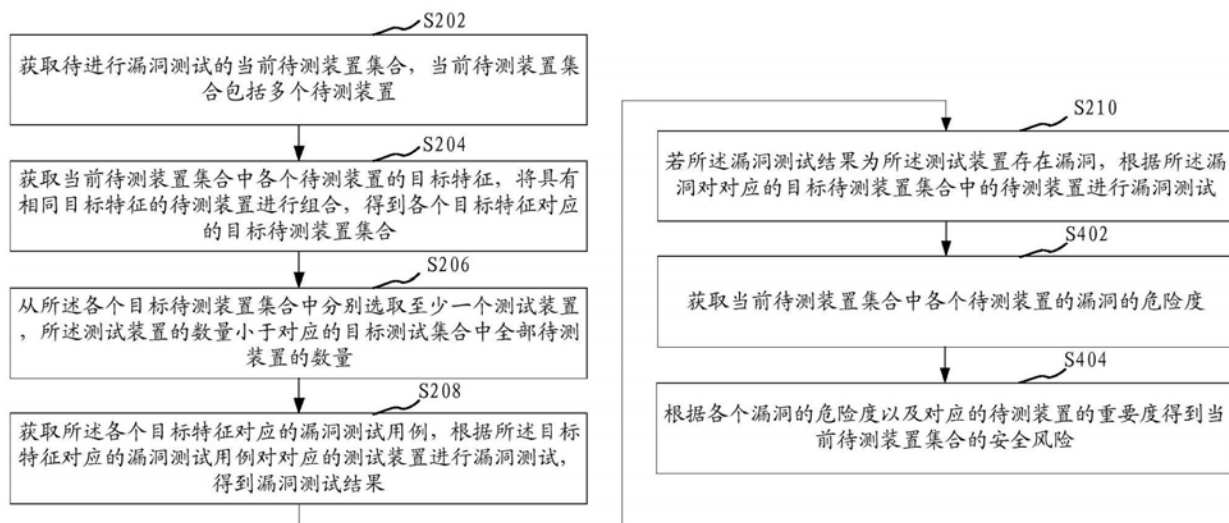 S202
获取待进行漏洞测试的当前待测装置集合,当前待测装置集
合包括多个待测装置
S204
获取当前待测装置集合中各个待测装置的目标特征,将具有
相同目标特征的待测装置进行组合,得到各个目标特征对应
的目标待测装置集合
S206
从所述各个目标待测装置集合中分别选取至少一个测试装置
,所述测试装置的数量小于对应的目标测试集合中全部待测
装置的数量
S208
获取所述各个目标特征对应的漏洞测试用例,根据所述目标
特征对应的漏洞测试用例对对应的测试装置进行漏洞测试,
得到漏洞测试结果
S210
若所述漏洞测试结果为所述测试装置存在漏洞,根据所述漏
洞对对应的目标待测装置集合中的待测装置进行漏洞测试
S402
获取当前待测装置集合中各个待测装置的漏洞的危险度
S404
根据各个漏洞的危险度以及对应的待测装置的重要度得到当
前待测装置集合的安全风险